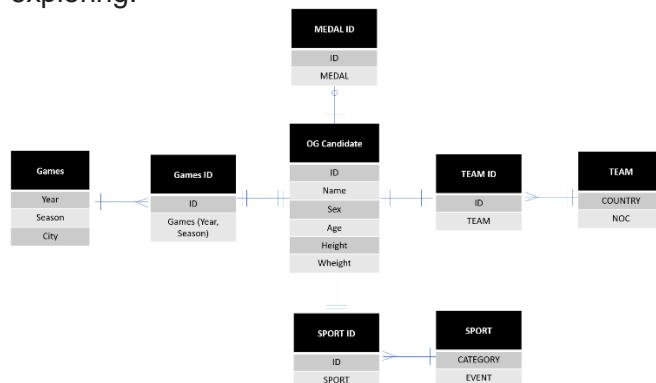 exploring.
MEDAL ID
ID
MEDAL
OG Candidate
ID
Name
Sex
Age
Height
Wheight
Games
Year
Season
City
Games ID
ID
Games (Year,
Season)
TEAM ID
ID
TEAM
TEAM
COUNTRY
NOC
SPORT ID
ID
SPORT
SPORT
CATEGORY
EVENT